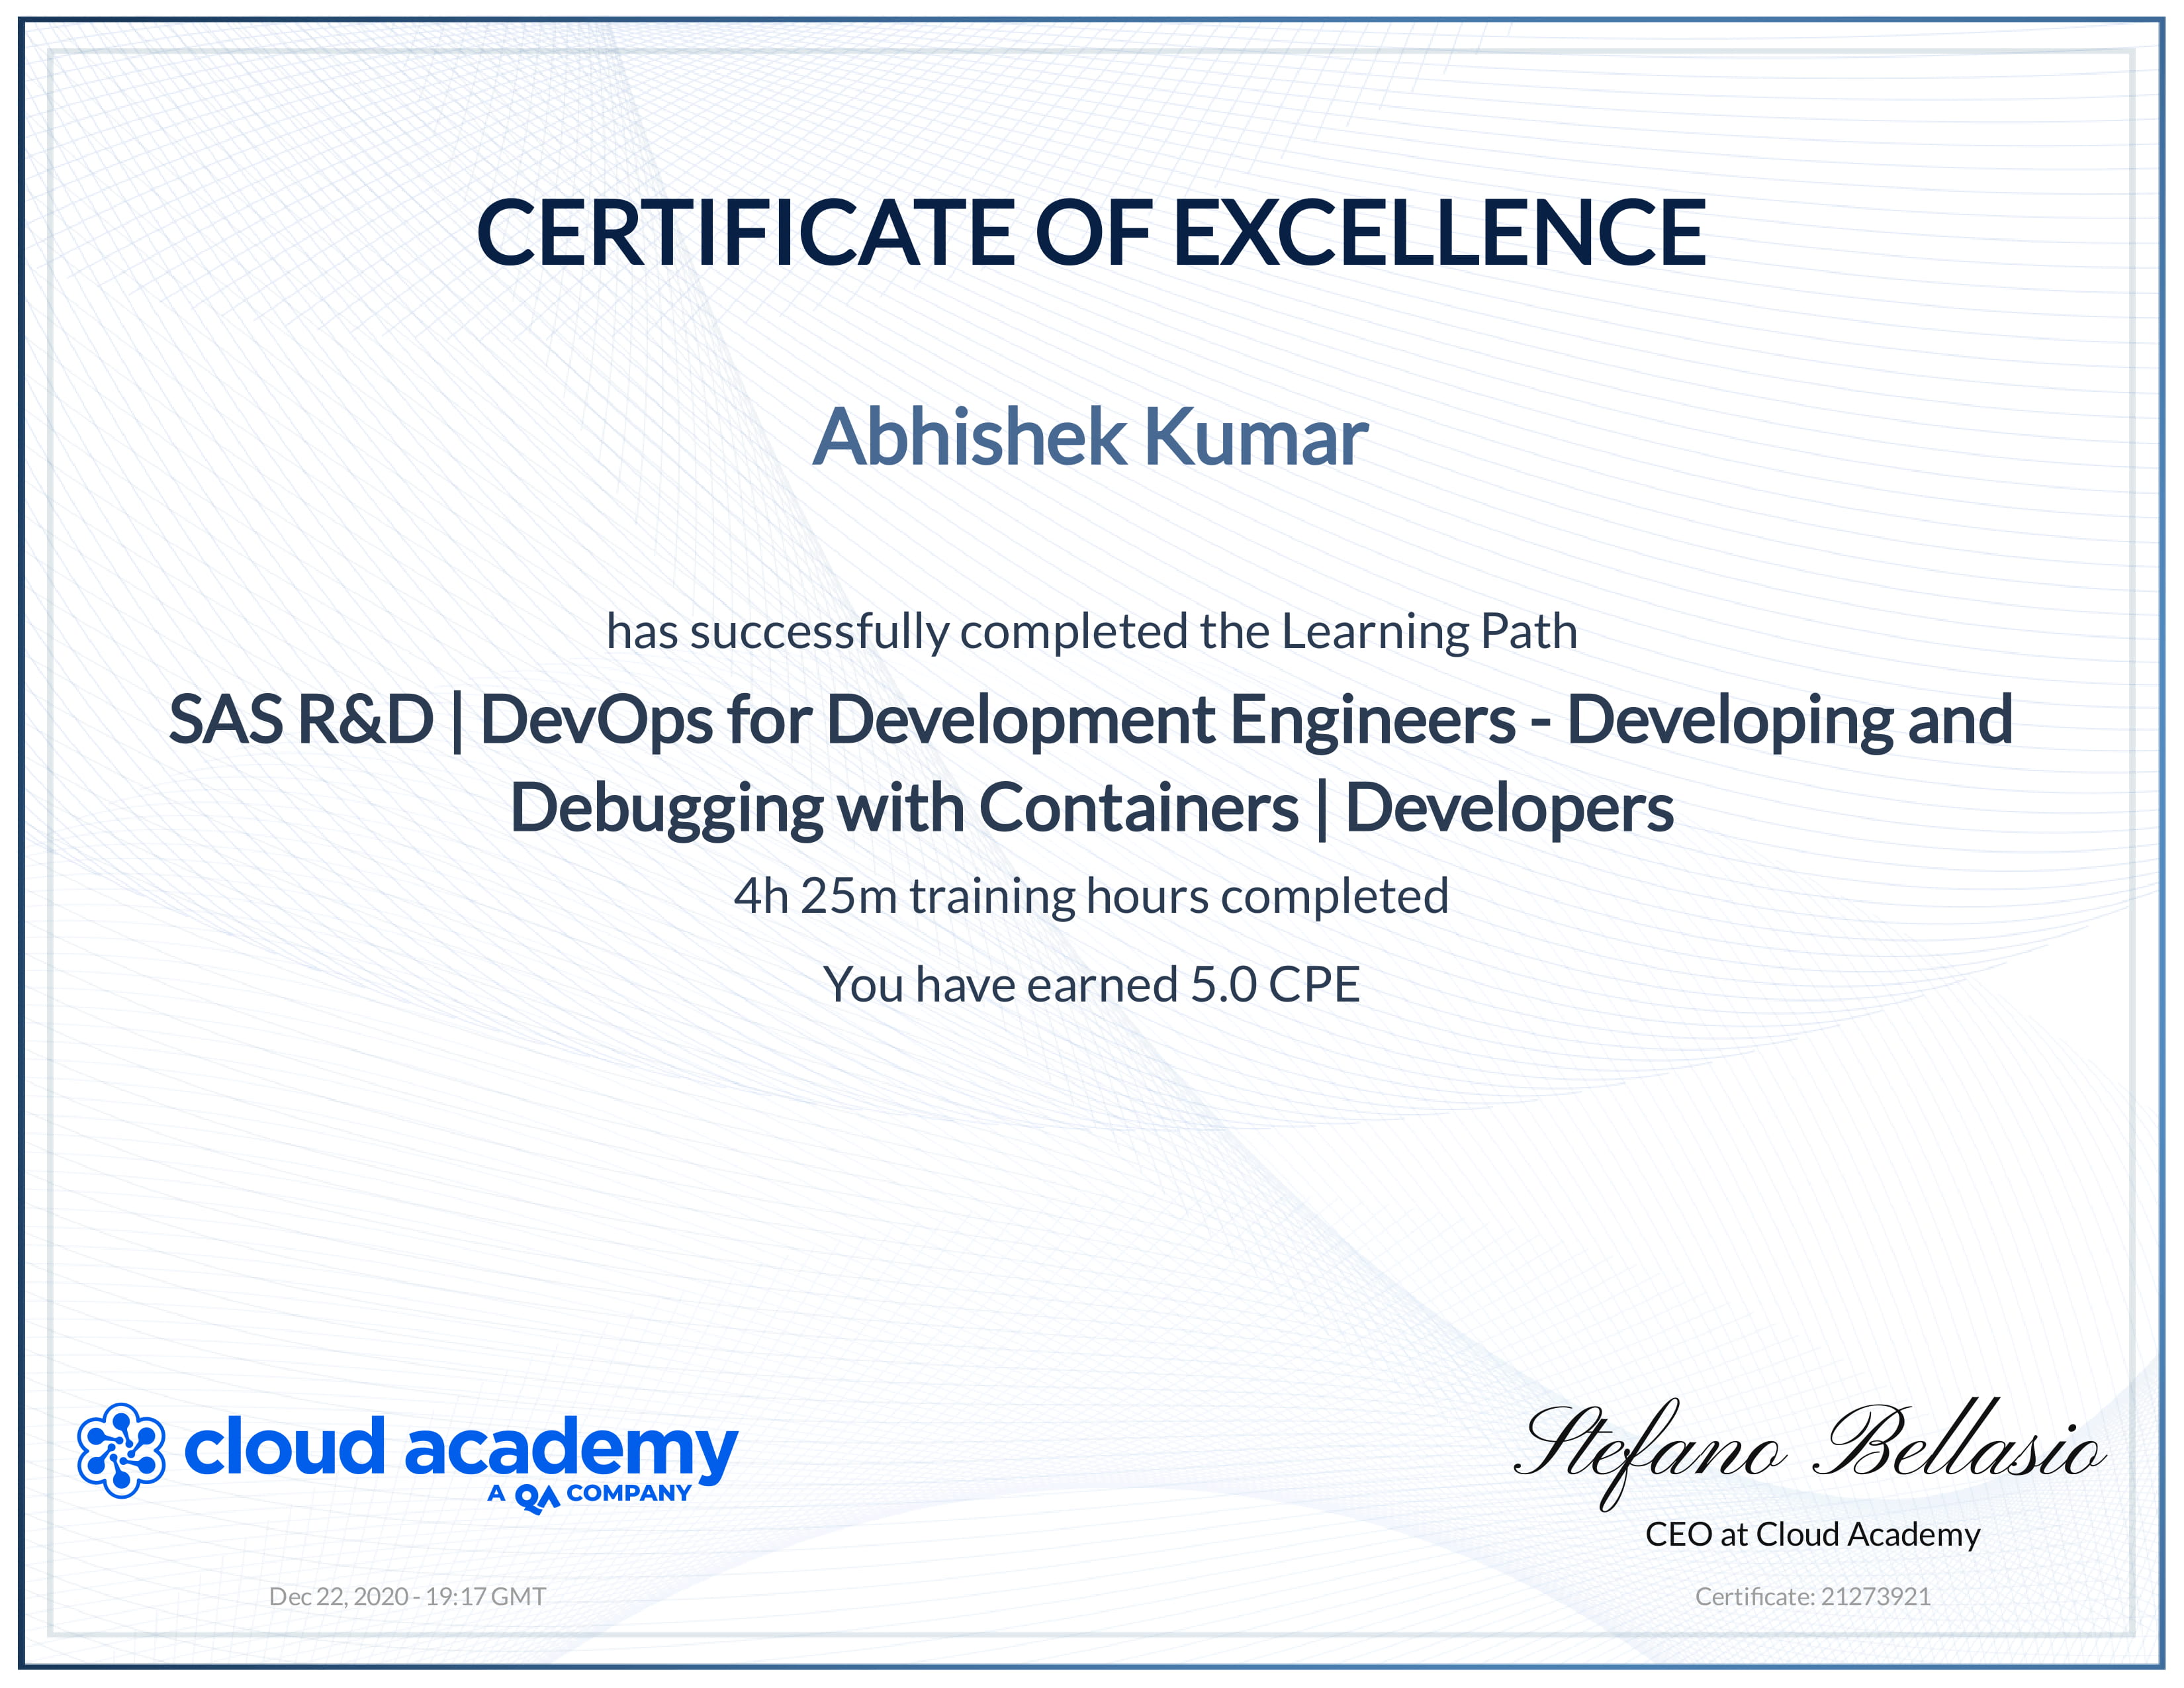 CERTIFICATE OF EXCELLENCE
Abhishek Kumar
has successfully completed the Learning Path
SAS R&D | DevOps for Development Engineers - Developing and
Debugging with Containers | Developers
4h 25m training hours completed
You have earned 5.0 CPE
cloud academy
A QA COMPANY
Stefano Bellasio
CEO at Cloud Academy
Dec 22, 2020 - 19:17 GMT
Certificate: 21273921